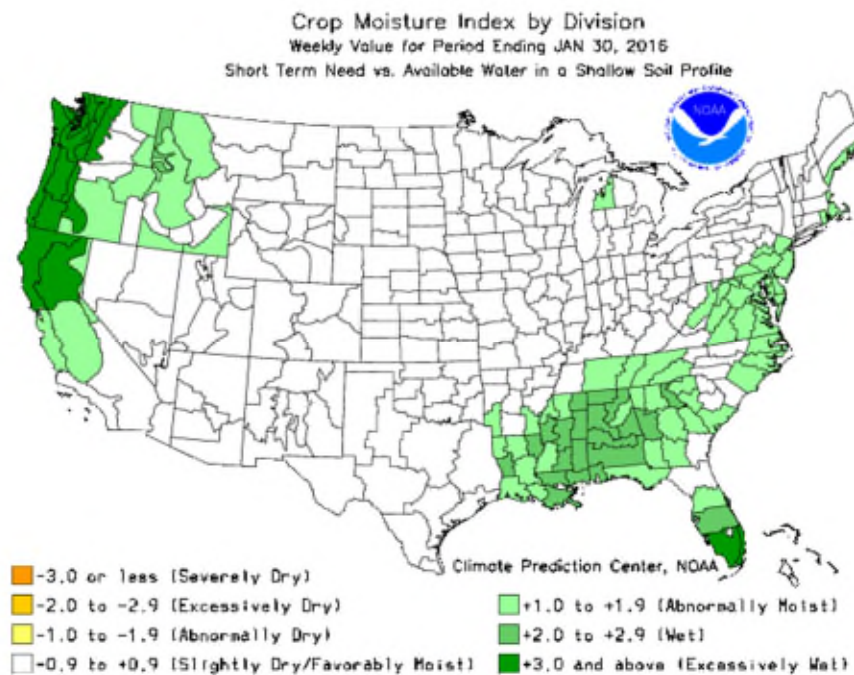 Crop Moisture Index by Division
Weekly Value for Period Ending JAN 30, 2016
Short Term Need vs. Available Water in a Shallow Soil Profile
NOAA
Climate Prediction Center, NOAA
-3.0 or less (Severely Dry)
-2.0 to -2.9 (Excessively Dry)
-1.0 to -1.9 (Abnormally Dry)
-0.9 to +0.9 (Slightly Dry/Favorably Moist)
+1.0 to +1.9 (Abnormally Moist)
+2.0 to +2.9 (Wet)
+3.0 and above (Excessively Wet)